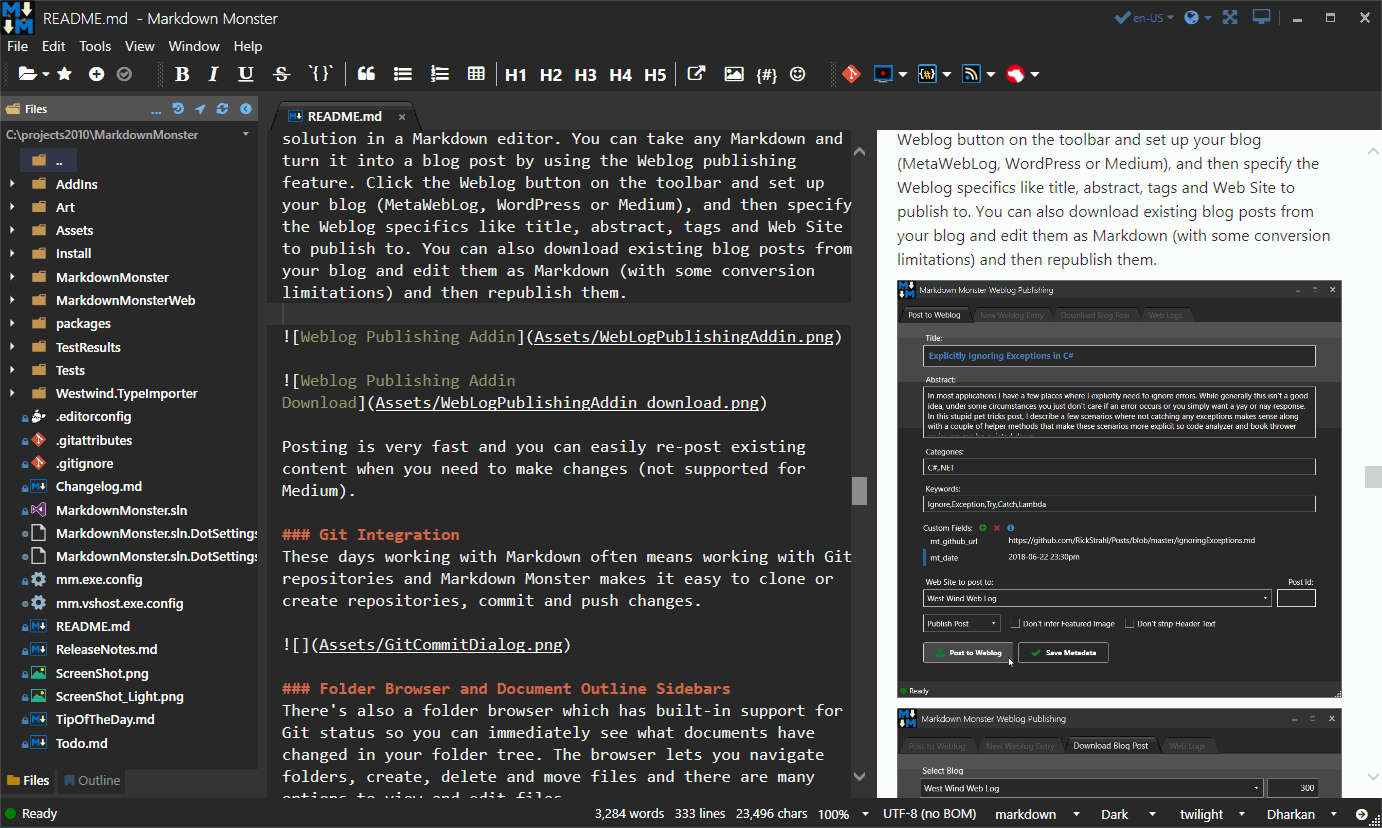 README.md - Markdown Monster
en-US
File Edit Tools View Window Help
B I U S `{}` H1 H2 H3 H4 H5 {#} {#}
Files
...
C:\projects2010\MarkdownMonster
..
AddIns
Art
Assets
Install
MarkdownMonster
MarkdownMonsterWeb
packages
TestResults
Tests
Westwind.TypeImporter
.editorconfig
.gitattributes
.gitignore
Changelog.md
MarkdownMonster.sln
MarkdownMonster.sln.DotSettings
MarkdownMonster.sln.DotSettings
mm.exe.config
mm.vshost.exe.config
README.md
ReleaseNotes.md
ScreenShot.png
ScreenShot_Light.png
TipOfTheDay.md
Todo.md
Files Outline
README.md
solution in a Markdown editor. You can take any Markdown and
turn it into a blog post by using the Weblog publishing
feature. Click the Weblog button on the toolbar and set up
your blog (MetaWebLog, WordPress or Medium), and then specify
the Weblog specifics like title, abstract, tags and Web Site
to publish to. You can also download existing blog posts from
your blog and edit them as Markdown (with some conversion
limitations) and then republish them.
![Weblog Publishing Addin](Assets/WebLogPublishingAddin.png)
![Weblog Publishing Addin
Download](Assets/WebLogPublishingAddin_download.png)
Posting is very fast and you can easily re-post existing
content when you need to make changes (not supported for
Medium).
### Git Integration
These days working with Markdown often means working with Git
repositories and Markdown Monster makes it easy to clone or
create repositories, commit and push changes.
![](Assets/GitCommitDialog.png)
### Folder Browser and Document Outline Sidebars
There's also a folder browser which has built-in support for
Git status so you can immediately see what documents have
changed in your folder tree. The browser lets you navigate
folders, create, delete and move files and there are many
options to view and edit files
Weblog button on the toolbar and set up your blog
(MetaWebLog, WordPress or Medium), and then specify the
Weblog specifics like title, abstract, tags and Web Site to
publish to. You can also download existing blog posts from
your blog and edit them as Markdown (with some conversion
limitations) and then republish them.
Markdown Monster Weblog Publishing
Post to Weblog New Weblog Entry Download Blog Post Web Logs
Title:
Explicitly Ignoring Exceptions in C#
Abstract:
In most applications I have a few places where I explicitly need to ignore errors. While generally this isn't a good
idea, under some circumstances you just don't care if an error occurs or you simply want a yay or nay response.
In this stupid pet tricks post, I describe a few scenarios where not catching any exceptions makes sense along
with a couple of helper methods that make these scenarios more explicit so code analyzer and book thrower
Categories:
C#,.NET
Keywords:
Ignore,Exception,Try,Catch,Lambda
Custom Fields:
mt_github_url https://github.com/RickStrahl/Posts/blob/master/IgnoringExceptions.md
mt_date 2018-06-22 23:30pm
Web Site to post to: Post Id:
West Wind Web Log
Publish Post Don't infer Featured Image Don't strip Header Text
Post to Weblog Save Metadata
Ready
Markdown Monster Weblog Publishing
Post to Weblog New Weblog Entry Download Blog Post Web Logs
Select Blog
West Wind Web Log 300
Ready 3,284 words 333 lines 23,496 chars 100% UTF-8 (no BOM) markdown Dark twilight Dharkan